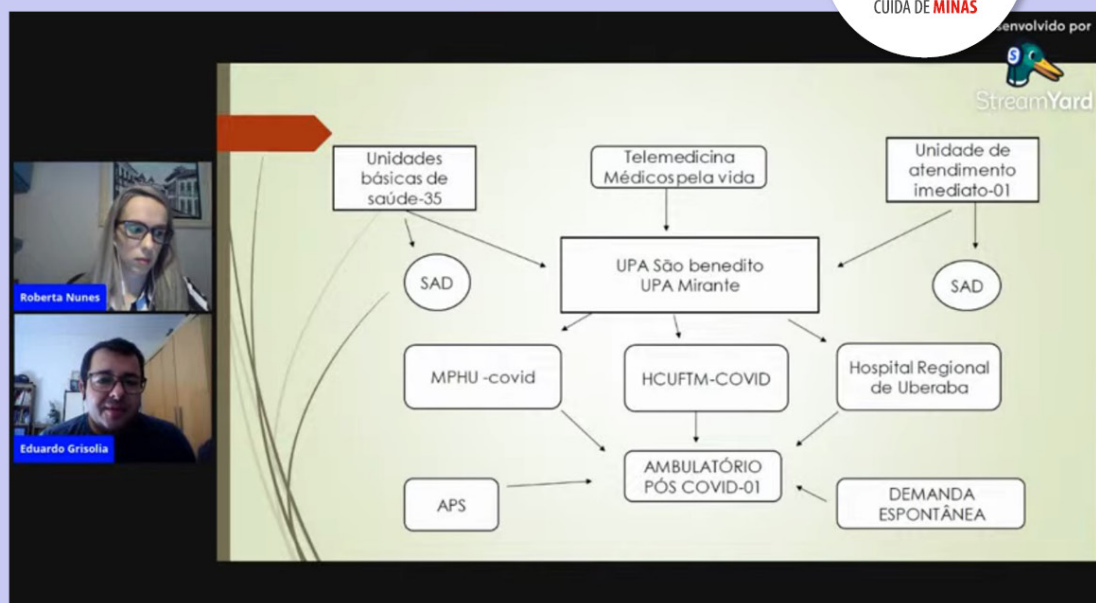 CUIDA DE MINAS
senvolvido por
StreamYard
Unidades
básicas de
saúde-35
Telemedicina
Médicos pela vida
Unidade de
atendimento
imediato-01
SAD
UPA São benedito
UPA Mirante
SAD
Roberta Nunes
MPHU -covid
HCUFTM-COVID
Hospital Regional
de Uberaba
Eduardo Grisolia
AMBULATÓRIO
PÓS COVID-01
APS
DEMANDA
ESPONTÂNEA